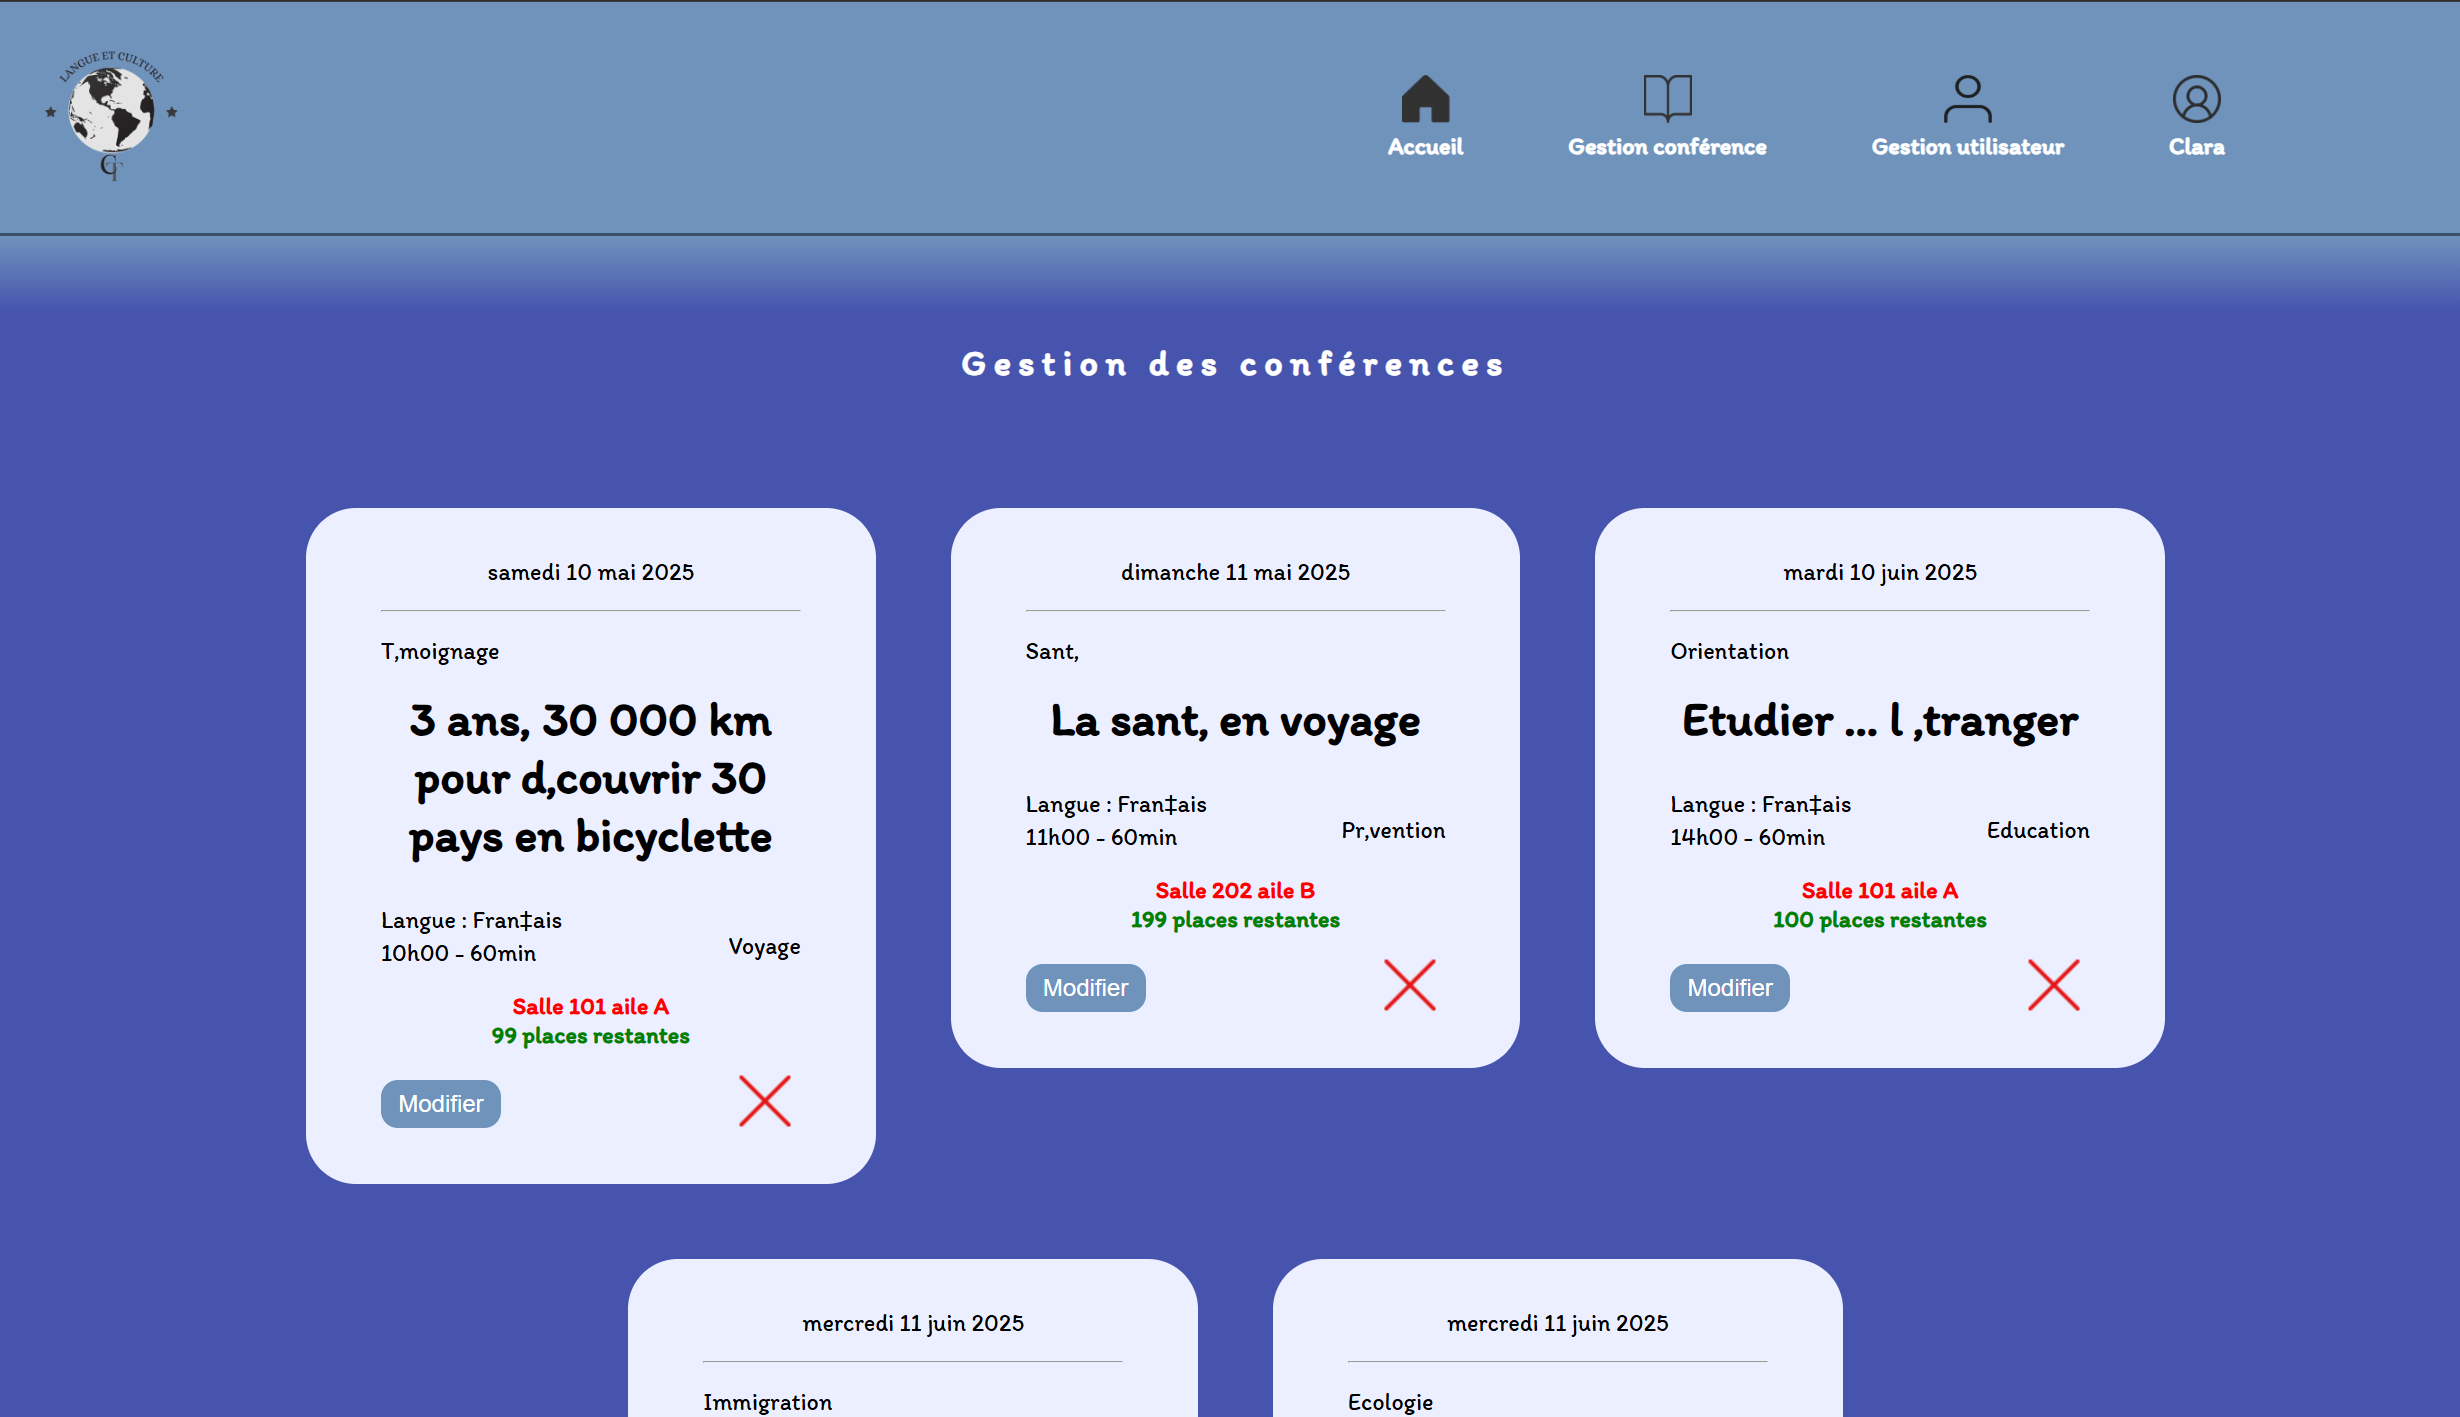 LANGUE ET CULTURE
Accueil
Gestion conférence
Gestion utilisateur
Clara
Gestion des conférences
samedi 10 mai 2025
T,moignage
3 ans, 30 000 km
pour d,couvrir 30
pays en bicyclette
Langue : Fran‡ais
10h00 - 60min
Voyage
Salle 101 aile A
99 places restantes
Modifier
dimanche 11 mai 2025
Sant,
La sant, en voyage
Langue : Fran‡ais
11h00 - 60min
Pr,vention
Salle 202 aile B
199 places restantes
Modifier
mardi 10 juin 2025
Orientation
Etudier ... l ,tranger
Langue : Fran‡ais
14h00 - 60min
Education
Salle 101 aile A
100 places restantes
Modifier
mercredi 11 juin 2025
Immigration
mercredi 11 juin 2025
Ecologie